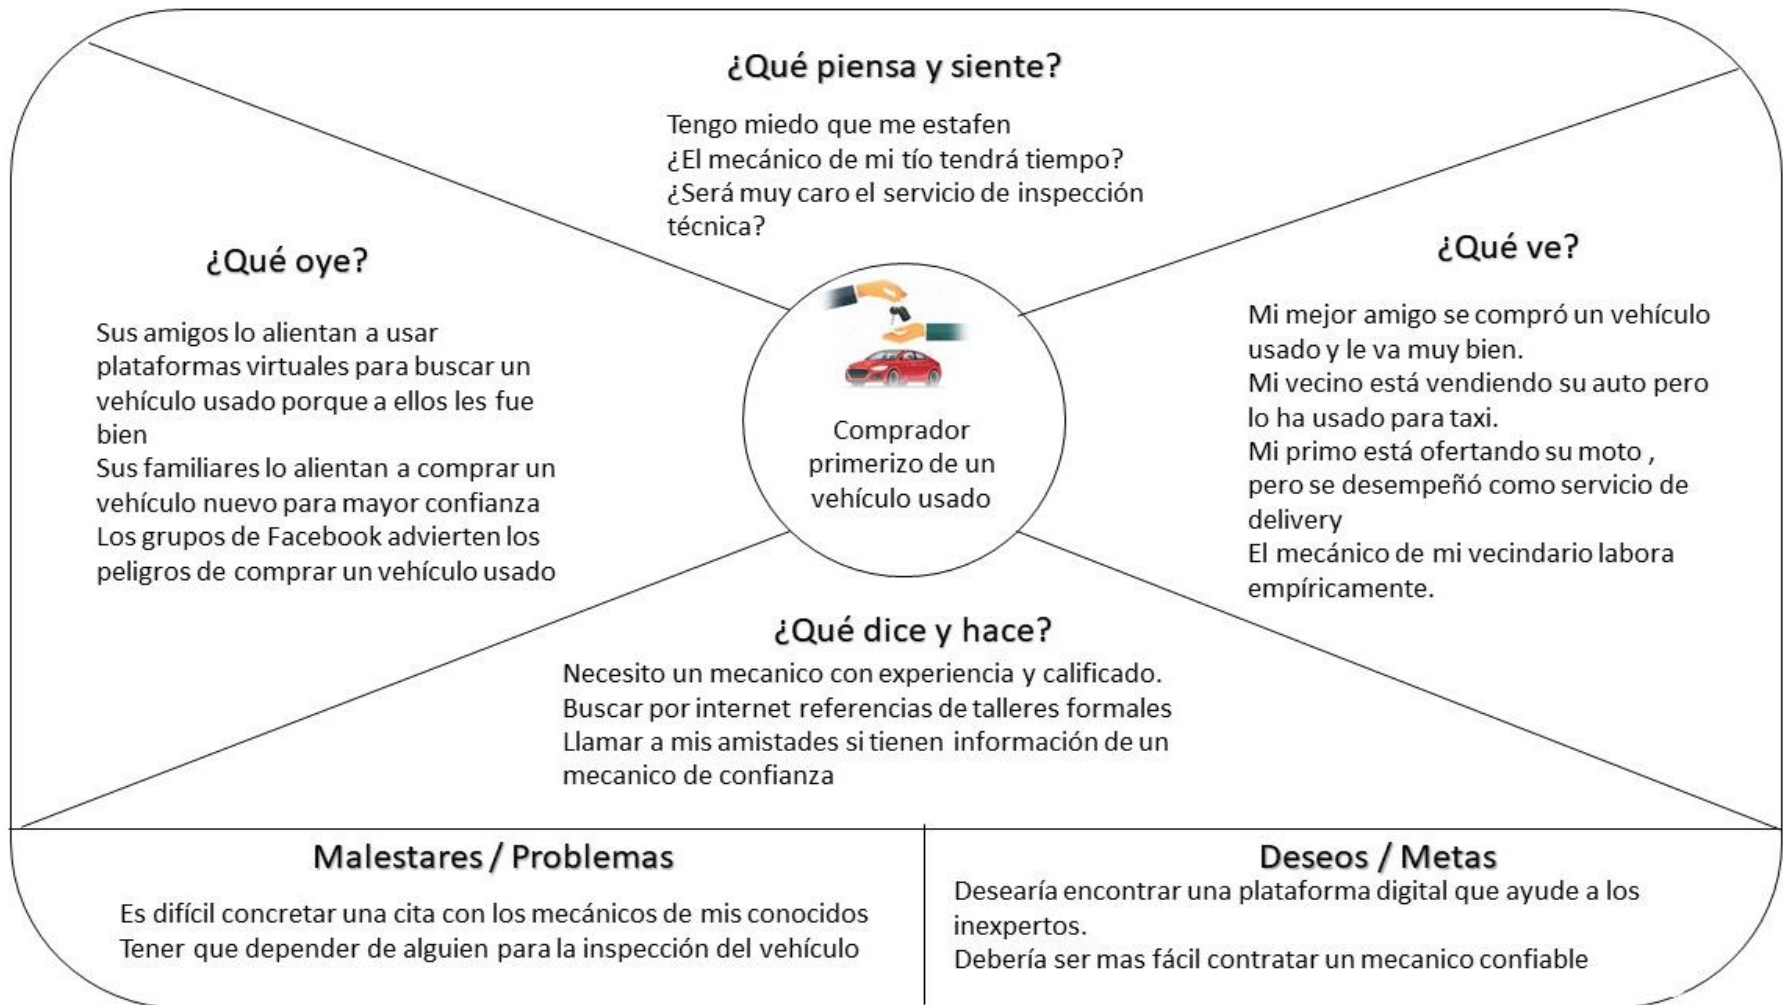 ¿Qué piensa y siente?
Tengo miedo que me estafen
¿El mecánico de mi tío tendrá tiempo?
¿Será muy caro el servicio de inspección
técnica?
¿Qué oye?
Sus amigos lo alientan a usar
plataformas virtuales para buscar un
vehículo usado porque a ellos les fue
bien
Sus familiares lo alientan a comprar un
vehículo nuevo para mayor confianza
Los grupos de Facebook advierten los
peligros de comprar un vehículo usado
Comprador
primerizo de un
vehículo usado
¿Qué ve?
Mi mejor amigo se compró un vehículo
usado y le va muy bien.
Mi vecino está vendiendo su auto pero
lo ha usado para taxi.
Mi primo está ofertando su moto ,
pero se desempeñó como servicio de
delivery
El mecánico de mi vecindario labora
empíricamente.
¿Qué dice y hace?
Necesito un mecanico con experiencia y calificado.
Buscar por internet referencias de talleres formales
Llamar a mis amistades si tienen información de un
mecanico de confianza
Malestares / Problemas
Es difícil concretar una cita con los mecánicos de mis conocidos
Tener que depender de alguien para la inspección del vehículo
Deseos / Metas
Desearía encontrar una plataforma digital que ayude a los
inexpertos.
Debería ser mas fácil contratar un mecanico confiable